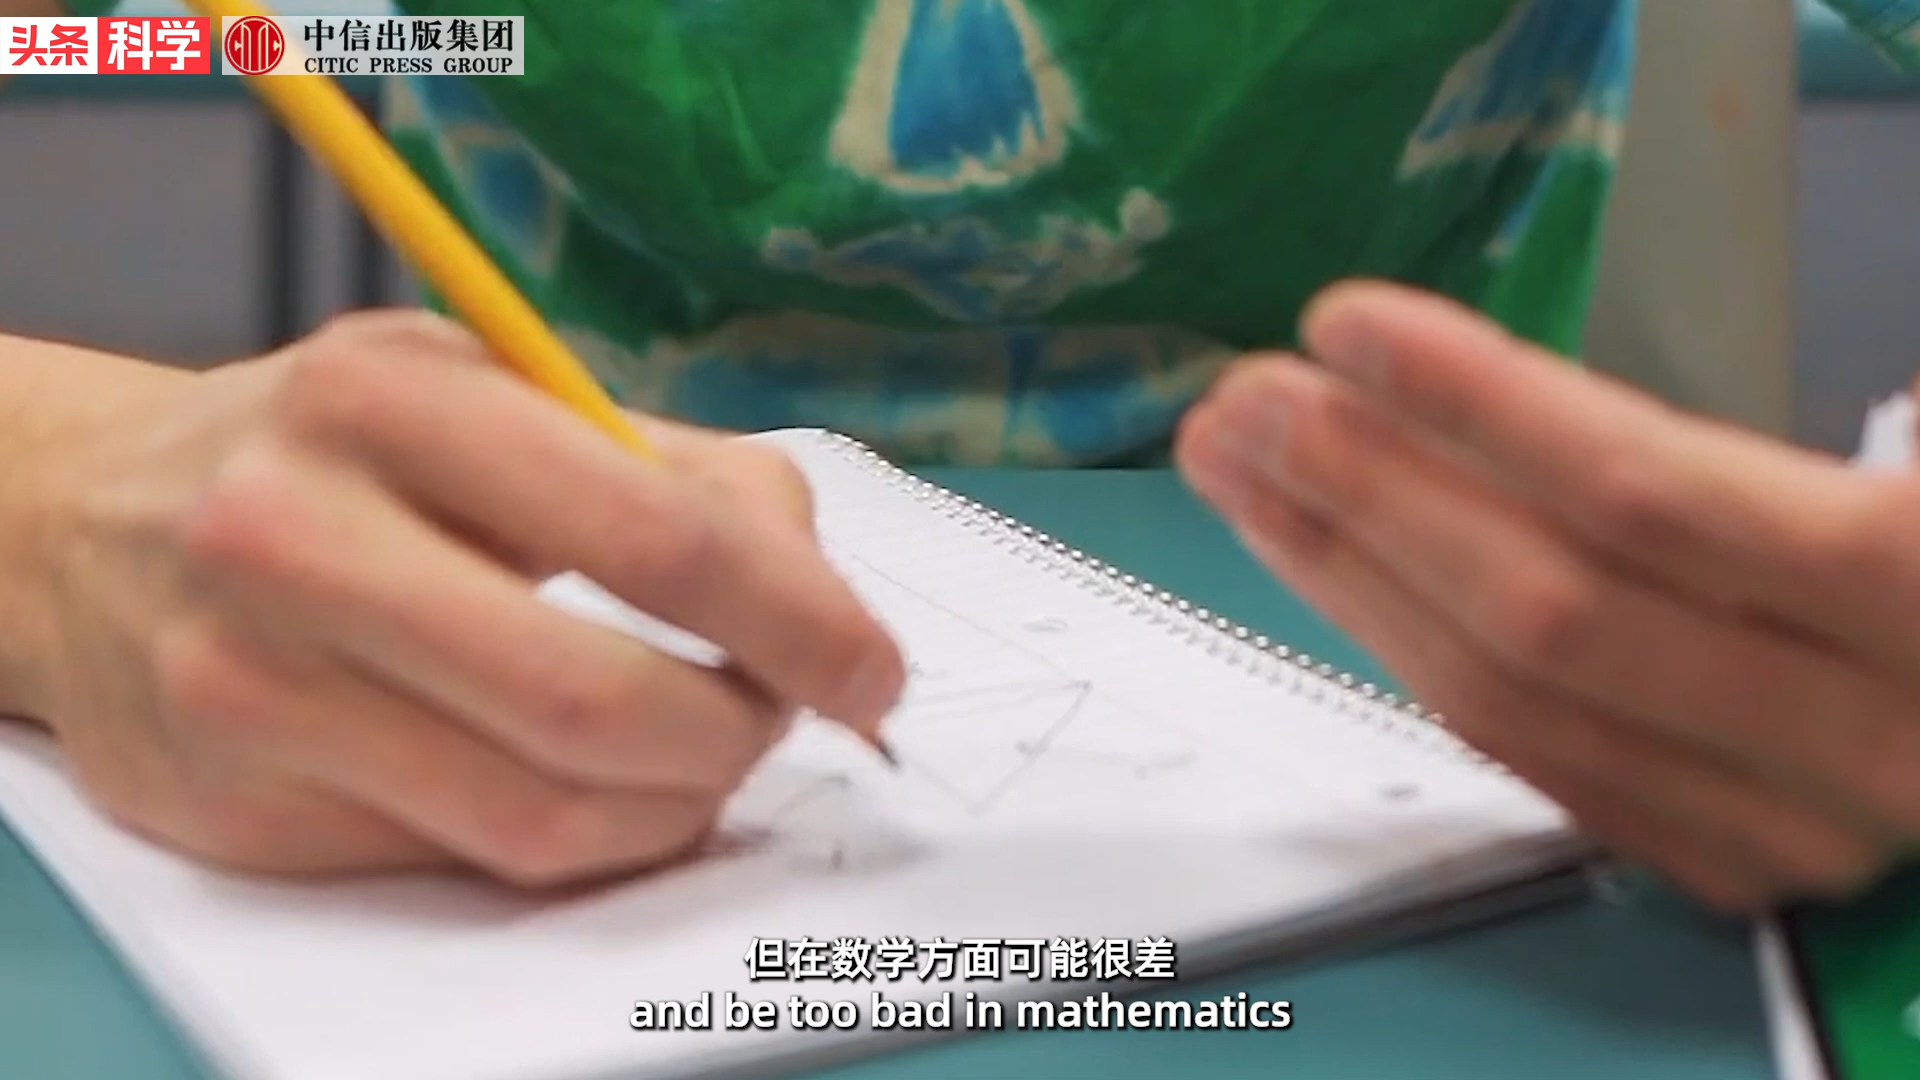 头条 科学
中信出版集团
CITIC PRESS GROUP
但在数学方面可能很差
and be too bad in mathematics